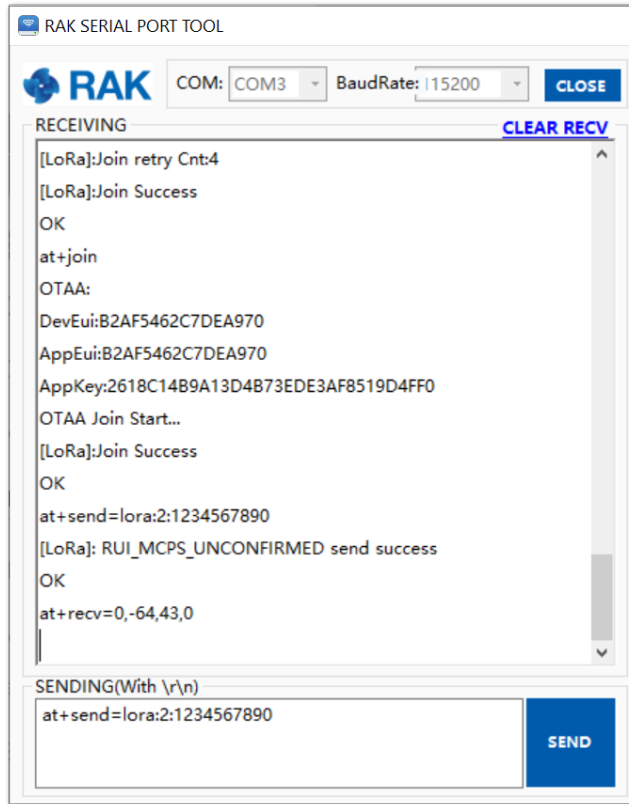 RAK SERIAL PORT TOOL
RAK COM: COM3 BaudRate: 115200 CLOSE
RECEIVING CLEAR RECV
[LoRa]:Join retry Cnt:4
[LoRa]:Join Success
OK
at+join
OTAA:
DevEui:B2AF5462C7DEA970
AppEui:B2AF5462C7DEA970
AppKey:2618C14B9A13D4B73EDE3AF8519D4FF0
OTAA Join Start...
[LoRa]:Join Success
OK
at+send=lora:2:1234567890
[LoRa]: RUI_MCPS_UNCONFIRMED send success
OK
at+recv=0,-64,43,0
SENDING(With \r\n)
at+send=lora:2:1234567890
SEND